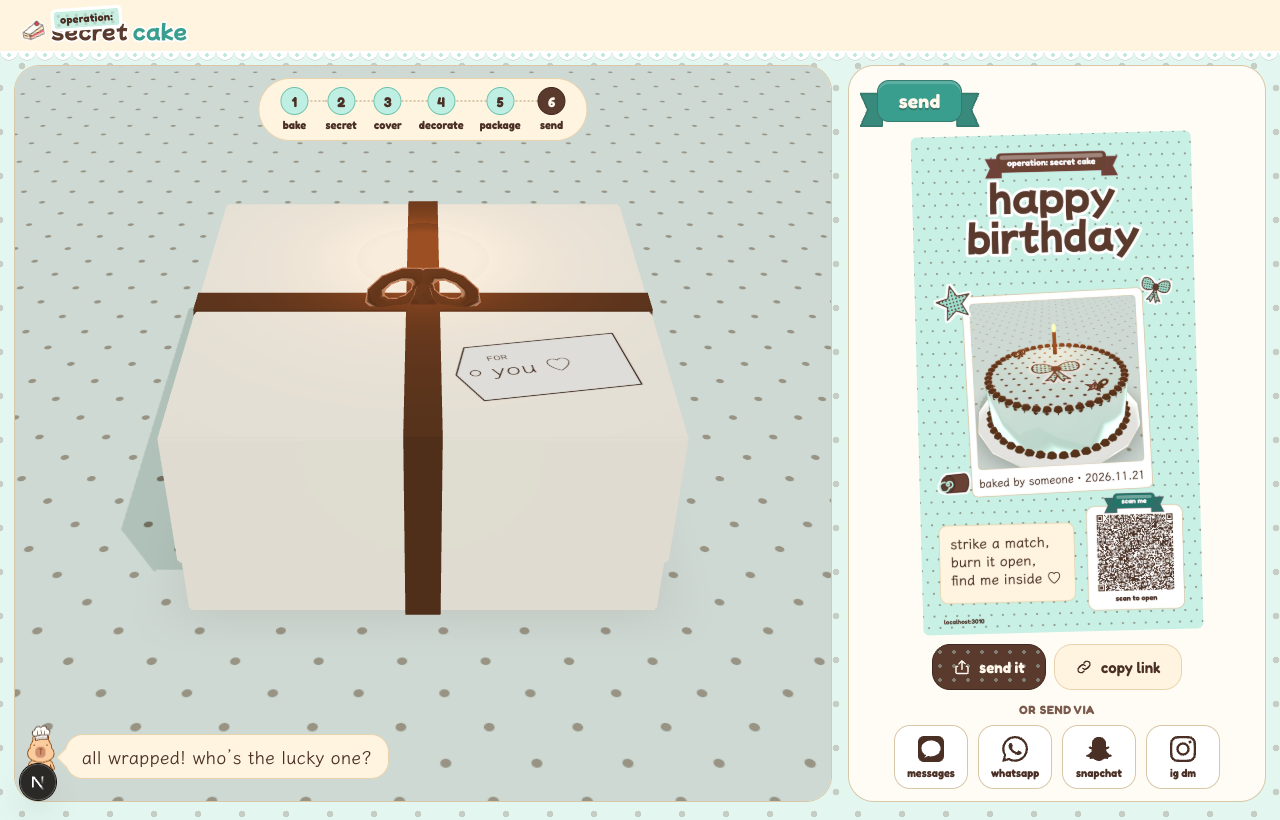 operation:
secret cake
1
2
3
4
5
6
bake
secret
cover
decorate
package
send
FOR
you ♡
all wrapped! who's the lucky one?
N
send
operation: secret cake
happy
birthday
baked by someone • 2026.11.21
strike a match,
burn it open,
find me inside ♡
scan me
scan to open
localhost:3010
send it
copy link
OR SEND VIA
messages
whatsapp
snapchat
ig dm